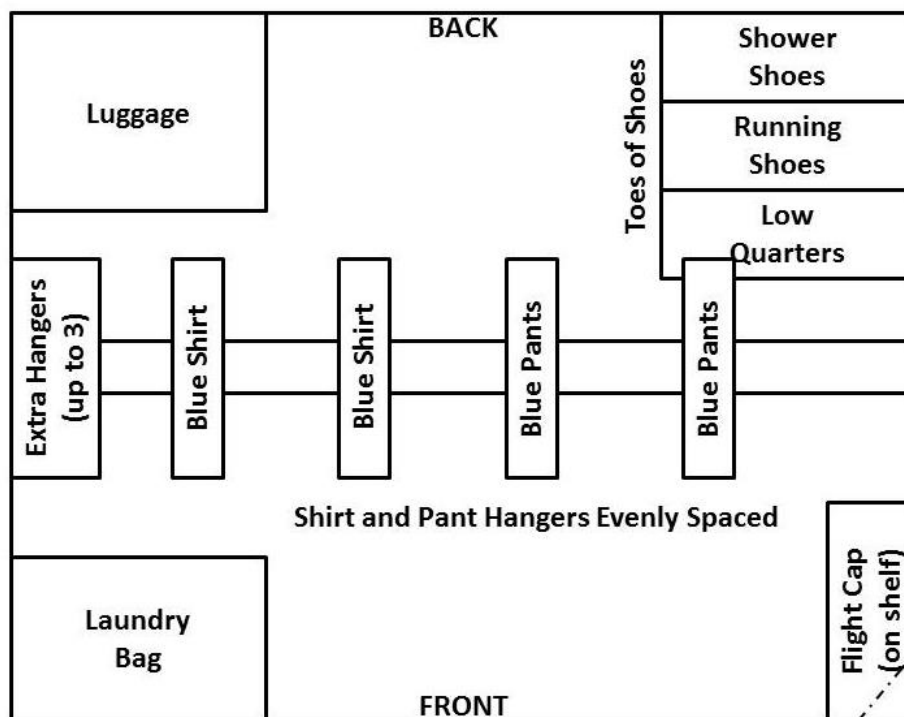 BACK
Luggage
Toes of Shoes
Shower
Shoes
Running
Shoes
Low
Quarters
Extra Hangers
(up to 3)
Blue Shirt
Blue Shirt
Blue Pants
Blue Pants
Shirt and Pant Hangers Evenly Spaced
Laundry
Bag
Flight Cap
(on shelf)
FRONT